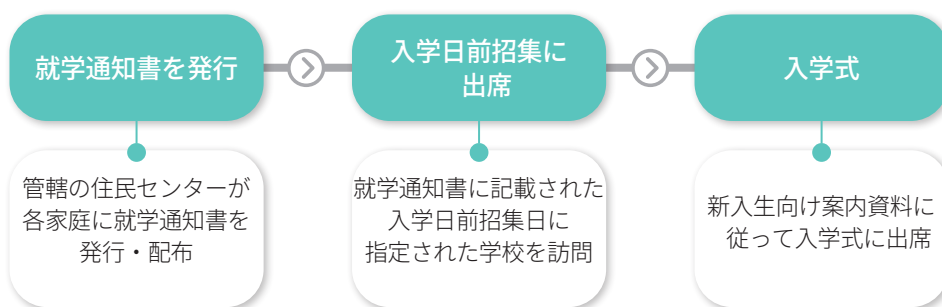 就学通知書を発行
入学日前招集に
出席
入学式
管轄の住民センターが
各家庭に就学通知書を
発行・配布
就学通知書に記載された
入学日前招集日に
指定された学校を訪問
新入生向け案内資料に
従って入学式に出席